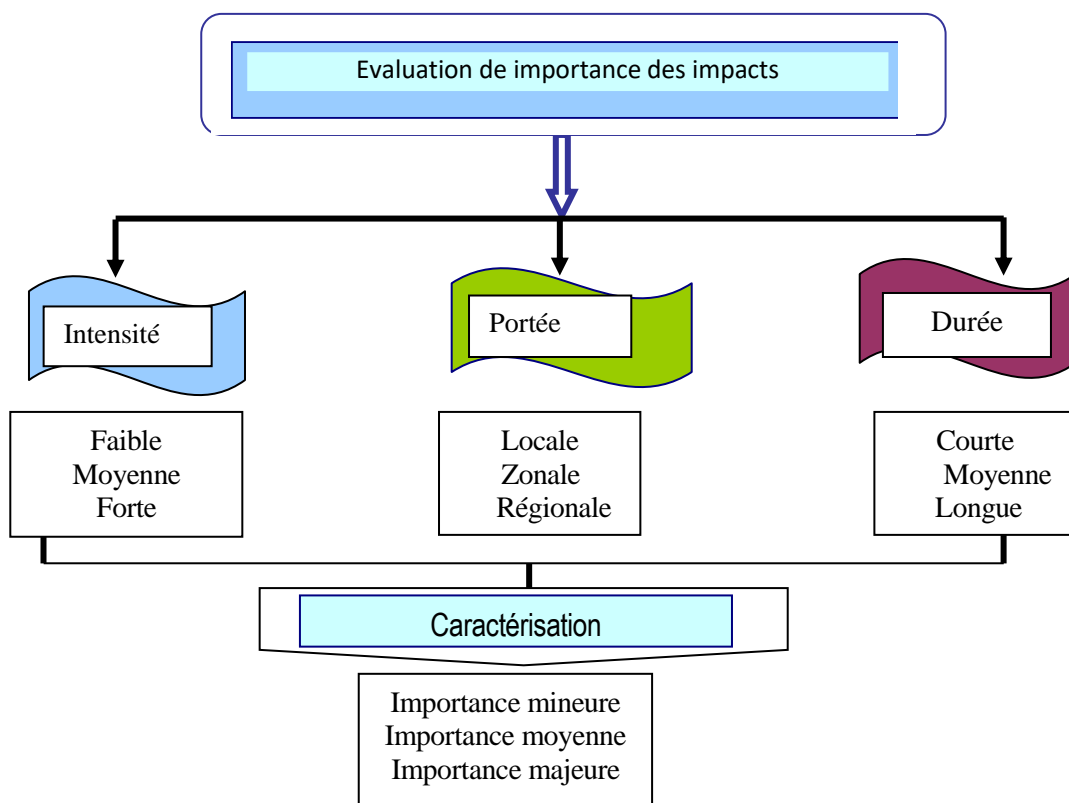 Evaluation de importance des impacts
Intensité
Portée
Durée
Faible
Moyenne
Forte
Locale
Zonale
Régionale
Courte
Moyenne
Longue
Caractérisation
Importance mineure
Importance moyenne
Importance majeure